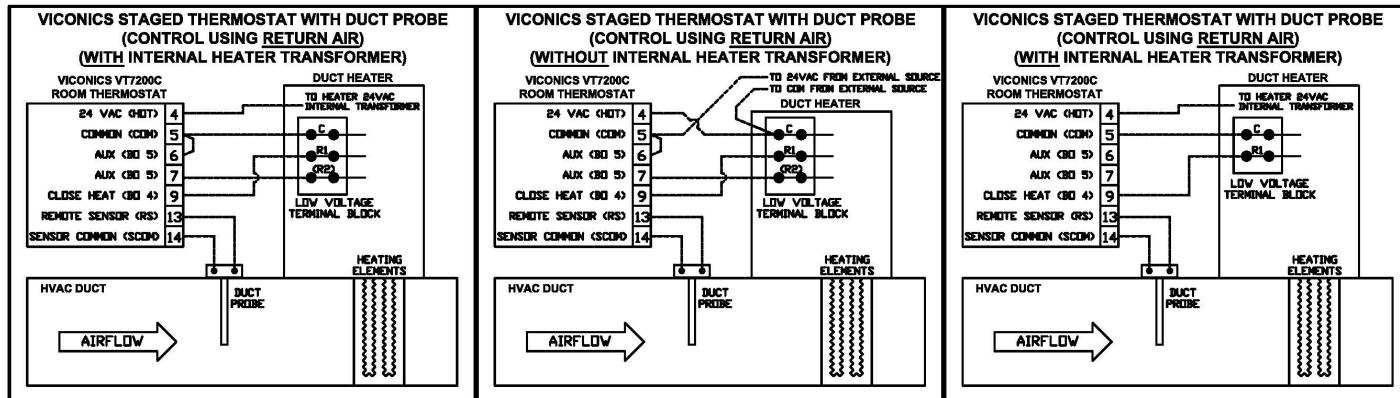 VICONICS STAGED THERMOSTAT WITH DUCT PROBE
(CONTROL USING RETURN AIR)
(WITH INTERNAL HEATER TRANSFORMER)
VICONICS VT7200C
ROOM THERMOSTAT
DUCT HEATER
TO HEATER 24VAC
INTERNAL TRANSFORMER
24 VAC (HOT) 4
COMMON (COM) 5
AUX (BO 5) 6
AUX (BO 5) 7
CLOSE HEAT (BO 4) 9
REMOTE SENSOR (RS) 13
SENSOR COMMON (SCOM) 14
C
R1
(R2)
LOW VOLTAGE
TERMINAL BLOCK
HEATING
ELEMENTS
HVAC DUCT
DUCT
PROBE
AIRFLOW
VICONICS STAGED THERMOSTAT WITH DUCT PROBE
(CONTROL USING RETURN AIR)
(WITHOUT INTERNAL HEATER TRANSFORMER)
VICONICS VT7200C
ROOM THERMOSTAT
TO 24VAC FROM EXTERNAL SOURCE
TO COM FROM EXTERNAL SOURCE
DUCT HEATER
24 VAC (HOT) 4
COMMON (COM) 5
AUX (BO 5) 6
AUX (BO 5) 7
CLOSE HEAT (BO 4) 9
REMOTE SENSOR (RS) 13
SENSOR COMMON (SCOM) 14
C
R1
(R2)
LOW VOLTAGE
TERMINAL BLOCK
HEATING
ELEMENTS
HVAC DUCT
DUCT
PROBE
AIRFLOW
VICONICS STAGED THERMOSTAT WITH DUCT PROBE
(CONTROL USING RETURN AIR)
(WITH INTERNAL HEATER TRANSFORMER)
VICONICS VT7200C
ROOM THERMOSTAT
DUCT HEATER
TO HEATER 24VAC
INTERNAL TRANSFORMER
24 VAC (HOT) 4
COMMON (COM) 5
AUX (BO 5) 6
AUX (BO 5) 7
CLOSE HEAT (BO 4) 9
REMOTE SENSOR (RS) 13
SENSOR COMMON (SCOM) 14
C
R1
LOW VOLTAGE
TERMINAL BLOCK
HEATING
ELEMENTS
HVAC DUCT
DUCT
PROBE
AIRFLOW